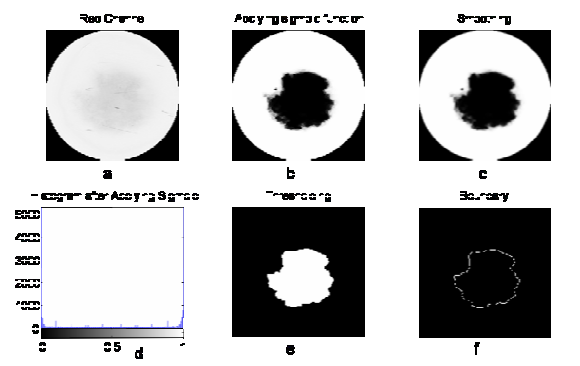 Red Channel
Applying sigmoid function
Smoothing
a
b
c
Histogram after Applying Sigmoid
Thresholding
Boundary
5000
4000
3000
2000
1000
0
0
0.5
1
d
e
f